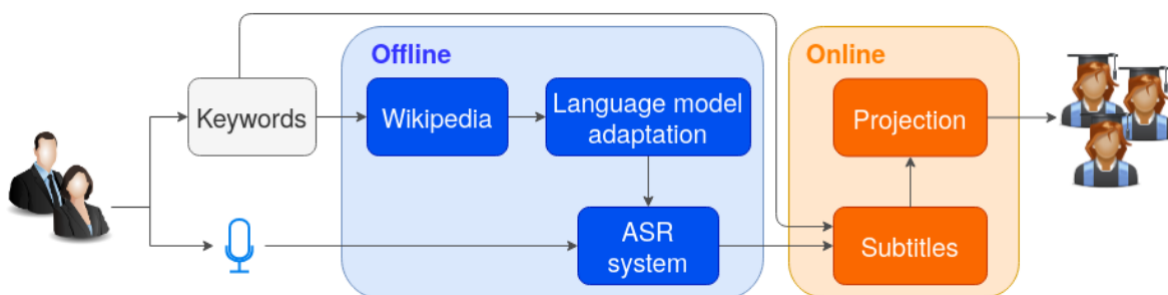 Offline
Online
Keywords
Wikipedia
Language model
adaptation
Projection
ASR
system
Subtitles